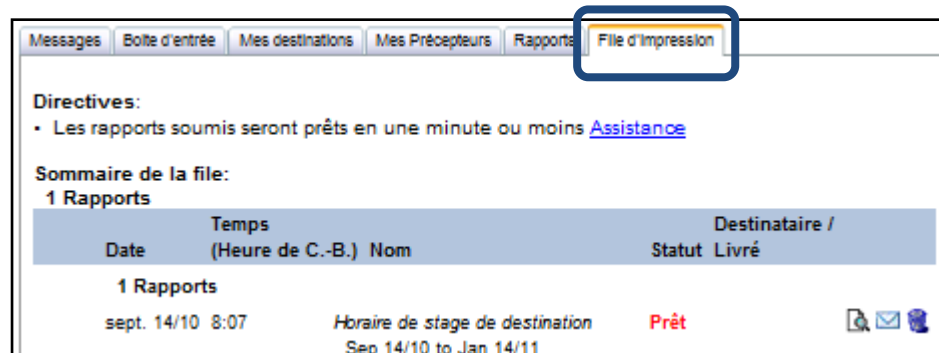 Messages Boîte d'entrée Mes destinations Mes Précepteurs Rapports File d'impression
Directives:
• Les rapports soumis seront prêts en une minute ou moins Assistance
Sommaire de la file:
1 Rapports
Temps Destinataire /
Date (Heure de C.-B.) Nom Statut Livré
1 Rapports
sept. 14/10 8:07 Horaire de stage de destination Prêt
Sep 14/10 to Jan 14/11